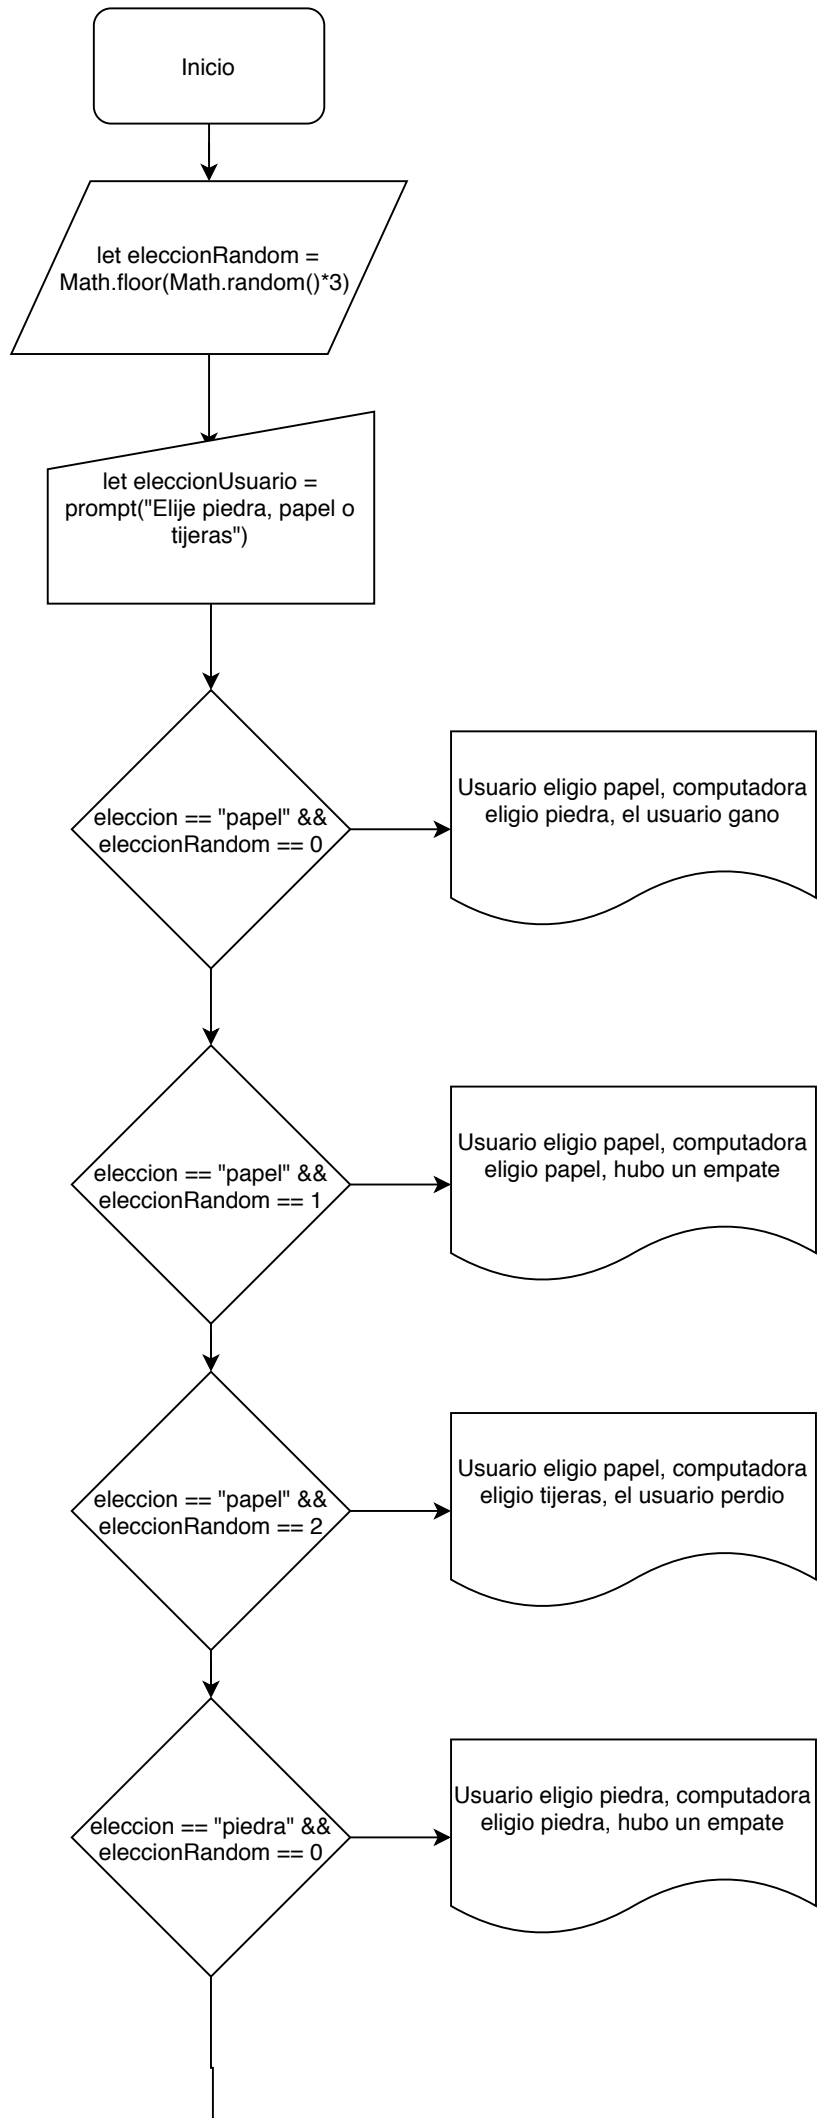 Inicio
let eleccionRandom =
Math.floor(Math.random()*3)
let eleccionUsuario =
prompt("Elije piedra, papel o
tijeras")
eleccion == "papel" &&
eleccionRandom == 0
Usuario eligio papel, computadora
eligio piedra, el usuario gano
eleccion == "papel" &&
eleccionRandom == 1
Usuario eligio papel, computadora
eligio papel, hubo un empate
eleccion == "papel" &&
eleccionRandom == 2
Usuario eligio papel, computadora
eligio tijeras, el usuario perdio
eleccion == "piedra" &&
eleccionRandom == 0
Usuario eligio piedra, computadora
eligio piedra, hubo un empate